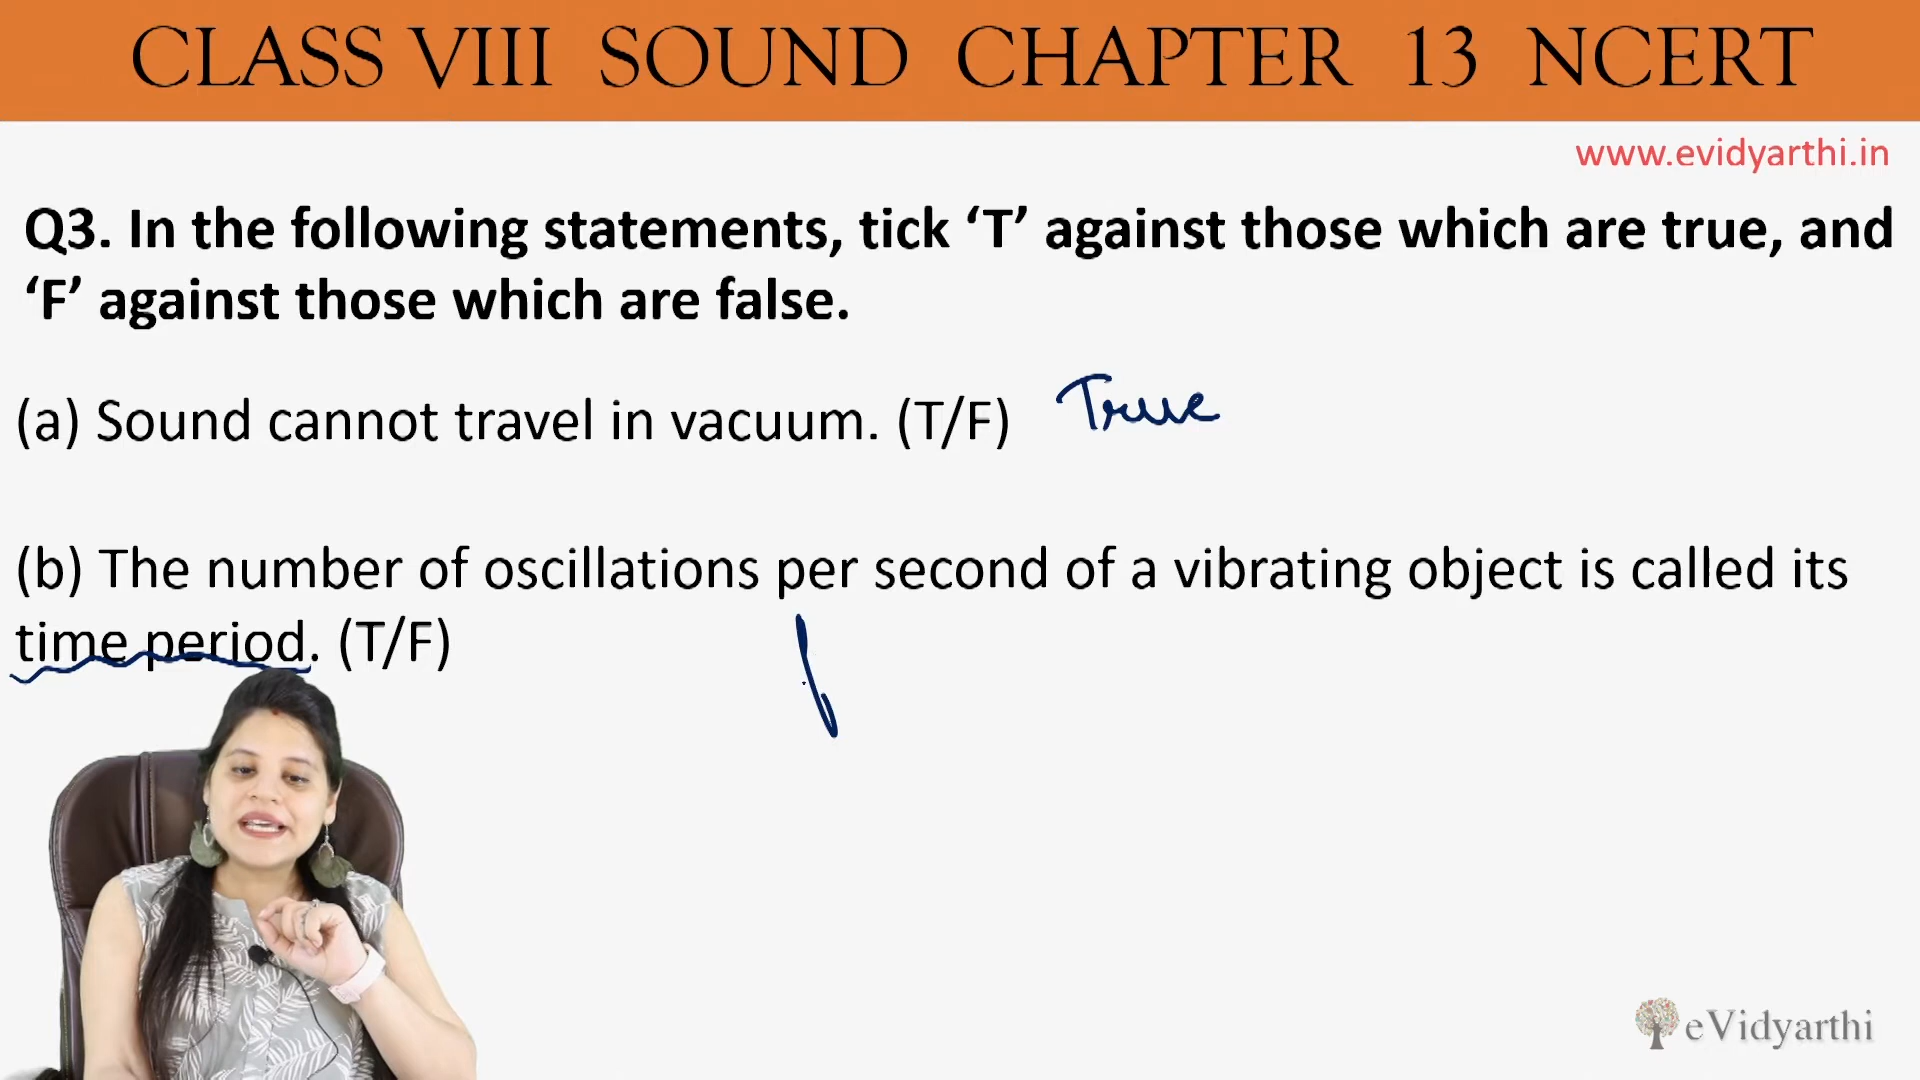 CLASS VIII SOUND CHAPTER 13 NCERT
www.evidyarthi.in
Q3. In the following statements, tick ‘T’ against those which are true, and
‘F’ against those which are false.
(a) Sound cannot travel in vacuum. (T/F) True
(b) The number of oscillations per second of a vibrating object is called its
time period. (T/F)
eVidyarthi